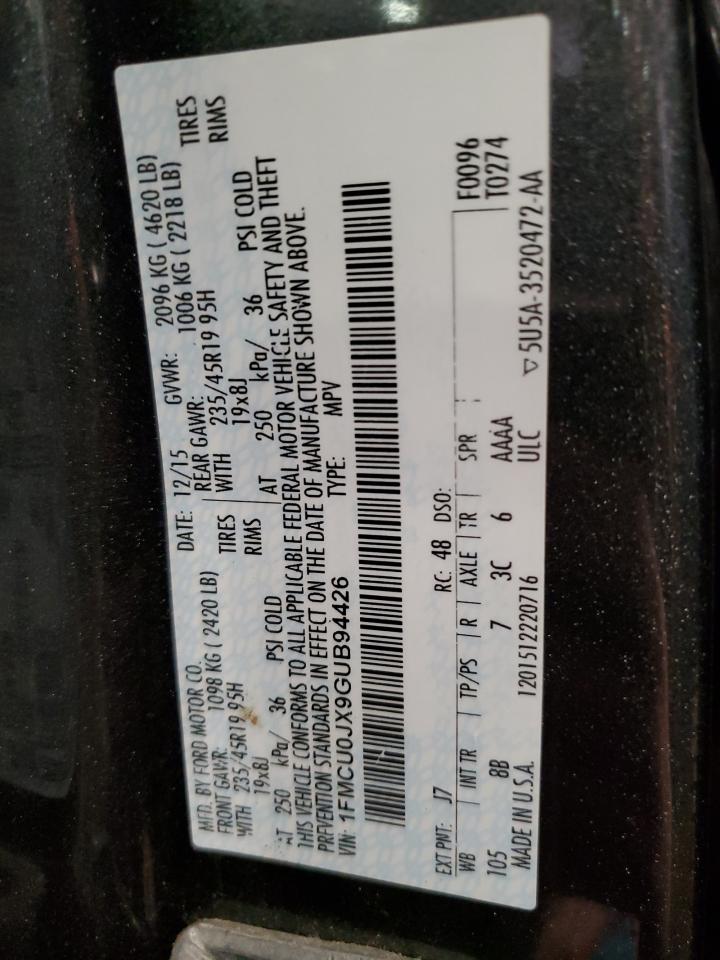 MFD. BY FORD MOTOR CO.
DATE: 12/15 GVWR: 2096 KG ( 4620 LB)
FRONT GAWR: 1098 KG ( 2420 LB) REAR GAWR: 1006 KG ( 2218 LB)
WITH 235/45R19 95H TIRES WITH 235/45R19 95H TIRES
19x8J RIMS 19x8J RIMS
AT 250 kPa/ 36 PSI COLD AT 250 kPa/ 36 PSI COLD
THIS VEHICLE CONFORMS TO ALL APPLICABLE FEDERAL MOTOR VEHICLE SAFETY AND THEFT
PREVENTION STANDARDS IN EFFECT ON THE DATE OF MANUFACTURE SHOWN ABOVE.
VIN: 1FMCU0JX9GUB94426 TYPE: MPV
EXT PNT: J7 RC: 48 DSO: F0096
WB INT TR TP/PS R AXLE TR SPR T0274
105 8B 7 3C 6 AAAA
MADE IN U.S.A. 1201512220716 ULC ▽5U5A-3520472-AA